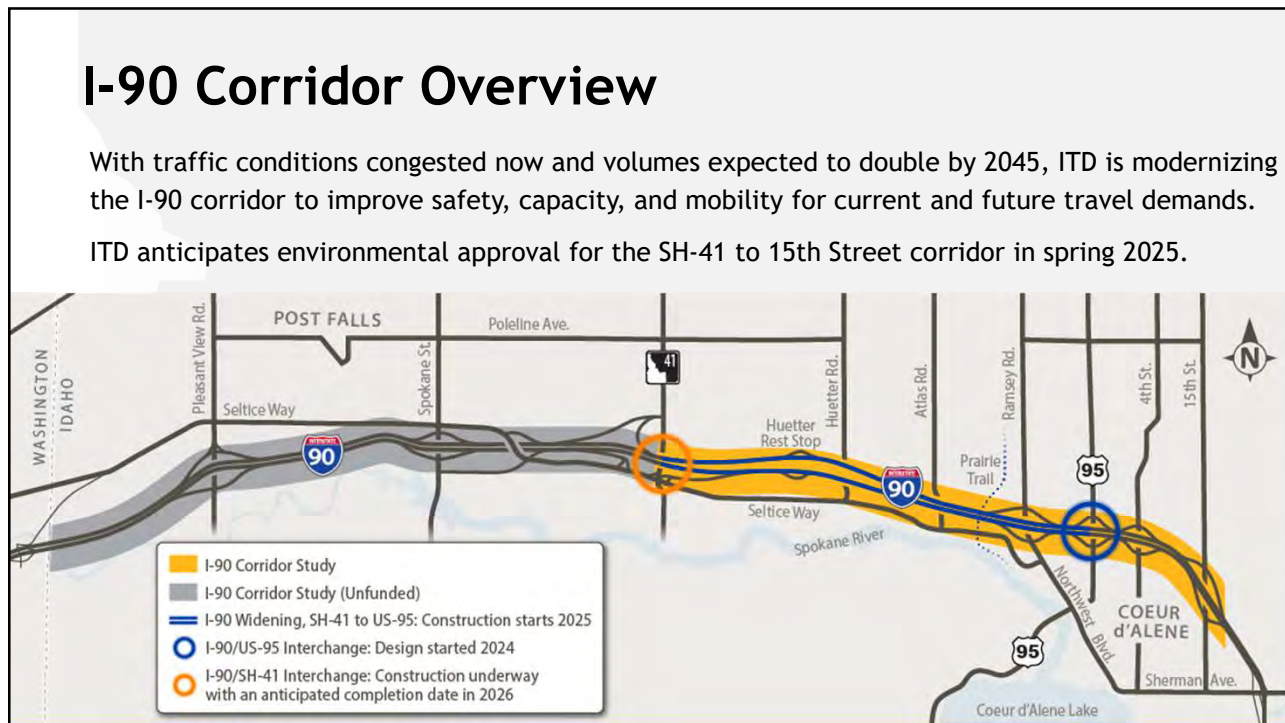 I-90 Corridor Overview
With traffic conditions congested now and volumes expected to double by 2045, ITD is modernizing
the I-90 corridor to improve safety, capacity, and mobility for current and future travel demands.
ITD anticipates environmental approval for the SH-41 to 15th Street corridor in spring 2025.
WASHINGTON
IDAHO
Pleasant View Rd.
POST FALLS
Seltice Way
INTERSTATE
90
Spokane St.
Poleline Ave.
41
Huetter
Rest Stop
Huetter Rd.
Seltice Way
Spokane River
INTERSTATE
90
Atlas Rd.
Prairie
Trail
Ramsey Rd.
95
4th St.
15th St.
N
Northwest Blvd.
95
COEUR
d'ALENE
Sherman Ave.
Coeur d'Alene Lake
I-90 Corridor Study
I-90 Corridor Study (Unfunded)
I-90 Widening, SH-41 to US-95: Construction starts 2025
I-90/US-95 Interchange: Design started 2024
I-90/SH-41 Interchange: Construction underway
with an anticipated completion date in 2026